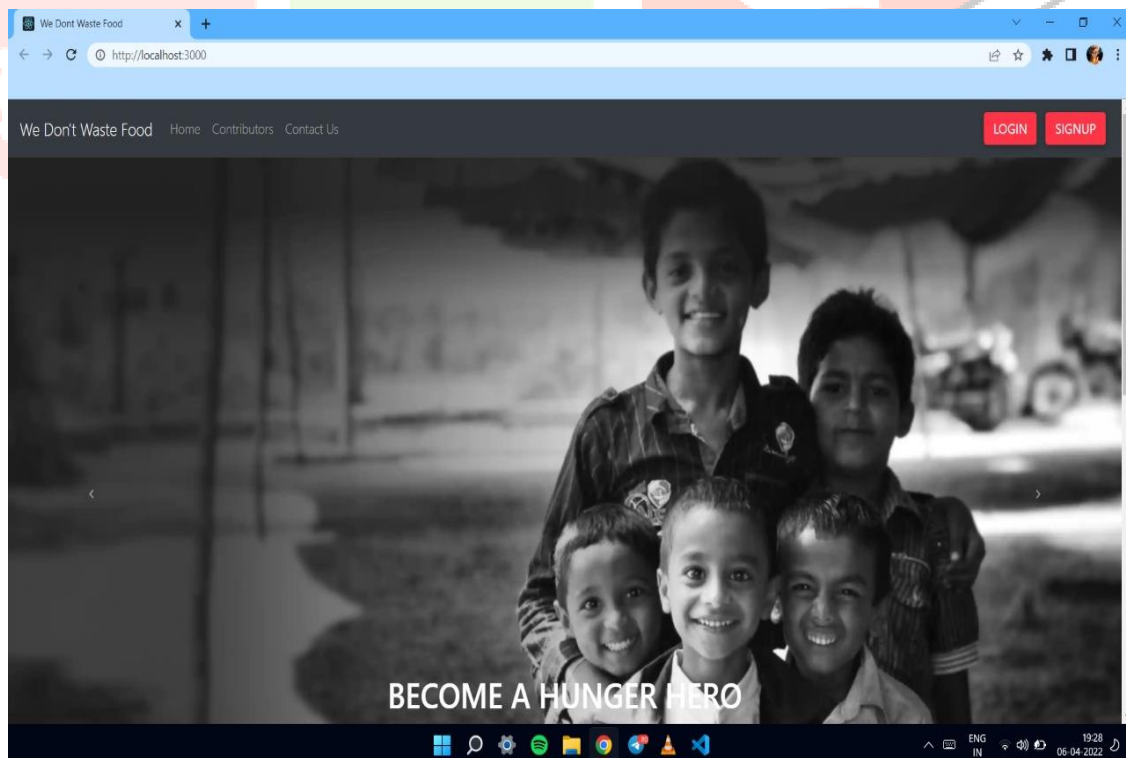 We Dont Waste Food
http://localhost:3000
We Don't Waste Food Home Contributors Contact Us LOGIN SIGNUP
BECOME A HUNGER HERO
ENG 19:28
IN 06-04-2022